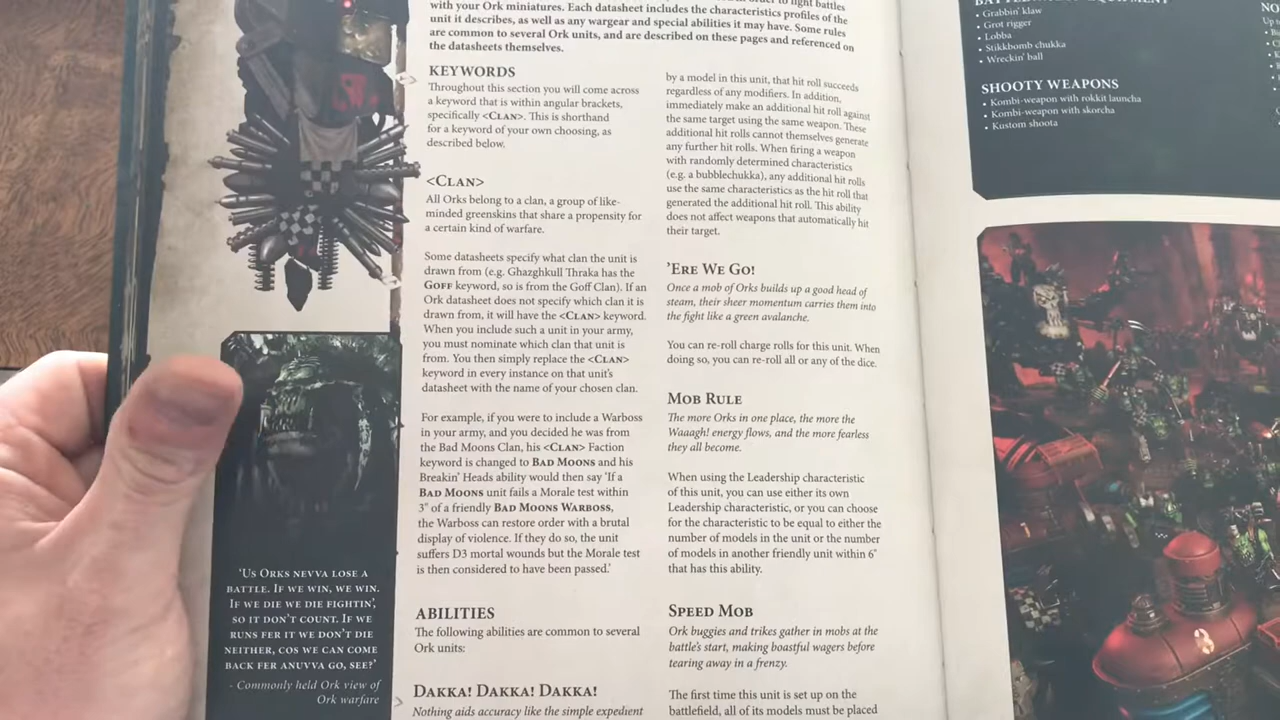 with your Ork miniatures. Each datasheet includes the characteristics profiles of the
unit it describes, as well as any wargear and special abilities it may have. Some rules
are common to several Ork units, and are described on these pages and referenced on
the datasheets themselves.
KEYWORDS
Throughout this section you will come across
a keyword that is within angular brackets,
specifically <CLAN>. This is shorthand
for a keyword of your own choosing, as
described below.
<CLAN>
All Orks belong to a clan, a group of like-
minded greenskins that share a propensity for
a certain kind of warfare.
Some datasheets specify what clan the unit is
drawn from (e.g. Ghazghkull Thraka has the
GOFF keyword, so is from the Goff Clan). If an
Ork datasheet does not specify which clan it is
drawn from, it will have the <CLAN> keyword.
When you include such a unit in your army,
you must nominate which clan that unit is
from. You then simply replace the <CLAN>
keyword in every instance on that unit's
datasheet with the name of your chosen clan.
For example, if you were to include a Warboss
in your army, and you decided he was from
the Bad Moons Clan, his <CLAN> Faction
keyword is changed to BAD MOONS and his
Breakin' Heads ability would then say 'If a
BAD MOONS unit fails a Morale test within
3" of a friendly BAD MOONS WARBOSS,
the Warboss can restore order with a brutal
display of violence. If they do so, the unit
suffers D3 mortal wounds but the Morale test
is then considered to have been passed.'
ABILITIES
The following abilities are common to several
Ork units:
DAKKA! DAKKA! DAKKA!
Nothing aids accuracy like the simple expedient
by a model in this unit, that hit roll succeeds
regardless of any modifiers. In addition,
immediately make an additional hit roll against
the same target using the same weapon. These
additional hit rolls cannot themselves generate
any further hit rolls. When firing a weapon
with randomly determined characteristics
(e.g. a bubblechukka), any additional hit rolls
use the same characteristics as the hit roll that
generated the additional hit roll. This ability
does not affect weapons that automatically hit
their target.
'ERE WE GO!
Once a mob of Orks builds up a good head of
steam, their sheer momentum carries them into
the fight like a green avalanche.
You can re-roll charge rolls for this unit. When
doing so, you can re-roll all or any of the dice.
MOB RULE
The more Orks in one place, the more the
Waaagh! energy flows, and the more fearless
they all become.
When using the Leadership characteristic
of this unit, you can use either its own
Leadership characteristic, or you can choose
for the characteristic to be equal to either the
number of models in the unit or the number
of models in another friendly unit within 6"
that has this ability.
SPEED MOB
Ork buggies and trikes gather in mobs at the
battle's start, making boastful wagers before
tearing away in a frenzy.
The first time this unit is set up on the
battlefield, all of its models must be placed
'US ORKS NEVVA LOSE A
BATTLE. IF WE WIN, WE WIN.
IF WE DIE WE DIE FIGHTIN',
SO IT DON'T COUNT. IF WE
RUNS FER IT WE DON'T DIE
NEITHER, COS WE CAN COME
BACK FER ANUVVA GO, SEE?'
- Commonly held Ork view of
Ork warfare
• Grabbin' klaw
• Grot rigger
• Lobba
• Stikkbomb chukka
• Wreckin' ball
SHOOTY WEAPONS
• Kombi-weapon with rokkit launcha
• Kombi-weapon with skorcha
• Kustom shoota